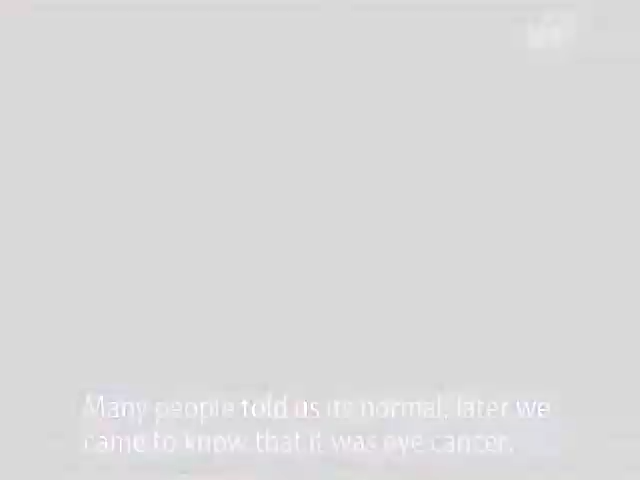 Many people told us its normal, later we
came to know that it was eye cancer.